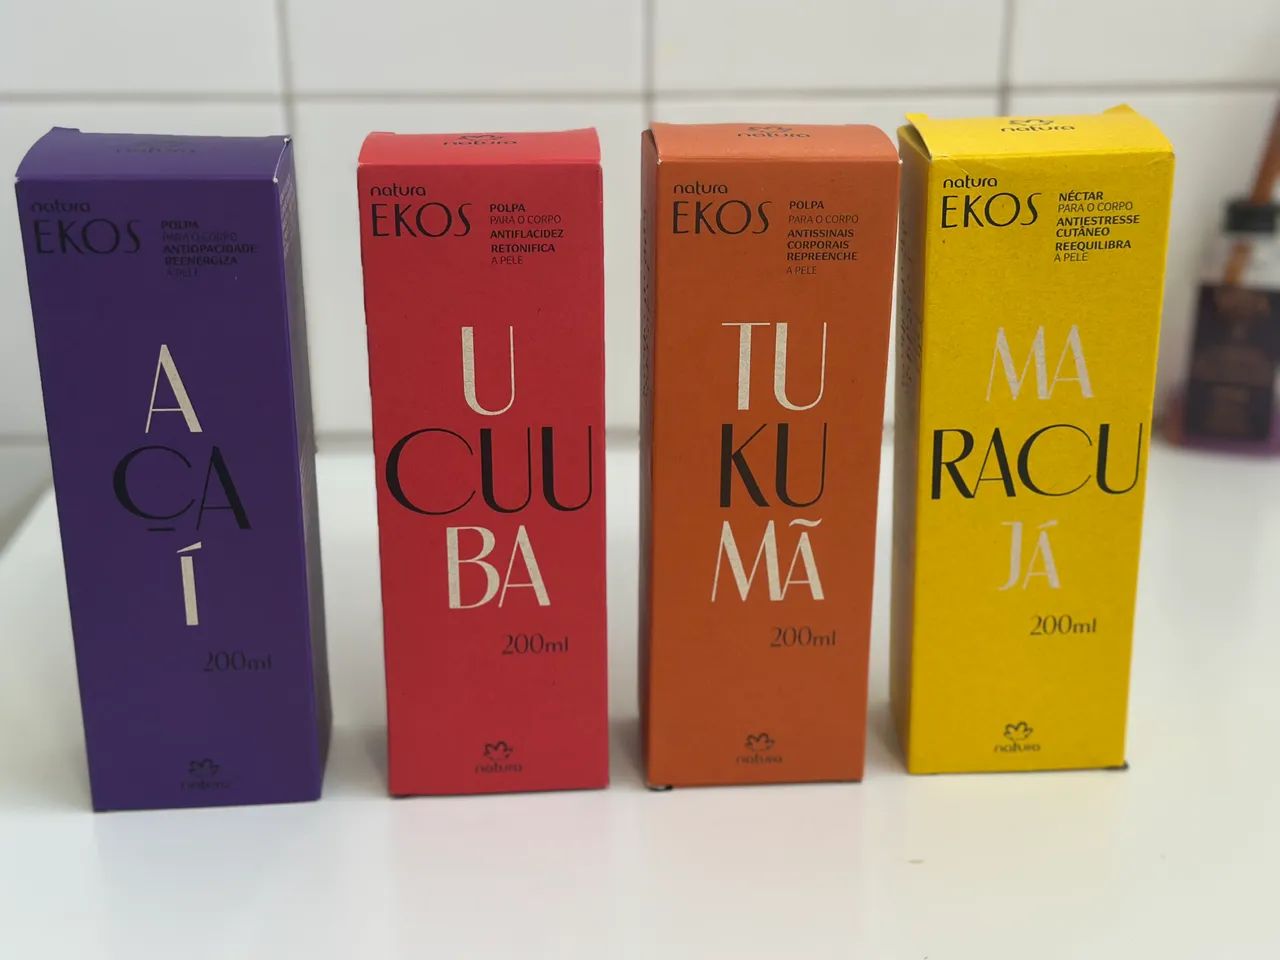 natura
EKOS
POLPA
PARA O CORPO
ANTIOPACIDADE
REENERGIZA
A PELE
A
ÇA
Í
200ml
natura
natura
natura
EKOS
POLPA
PARA O CORPO
ANTIFLACIDEZ
RETONIFICA
A PELE
U
CUU
BA
200ml
natura
natura
natura
EKOS
POLPA
PARA O CORPO
ANTISSINAIS
CORPORAIS
REPREENCHE
A PELE
TU
KU
MÃ
200ml
natura
natura
natura
EKOS
NÉCTAR
PARA O CORPO
ANTIESTRESSE
CUTÂNEO
REEQUILIBRA
A PELE
MA
RACU
JÁ
200ml
natura